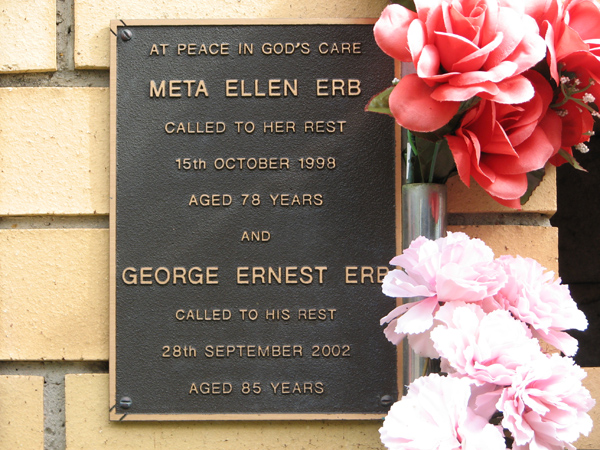 AT PEACE IN GOD'S CARE
META ELLEN ERB
CALLED TO HER REST
15th OCTOBER 1998
AGED 78 YEARS
AND
GEORGE ERNEST ERB
CALLED TO HIS REST
28th SEPTEMBER 2002
AGED 85 YEARS